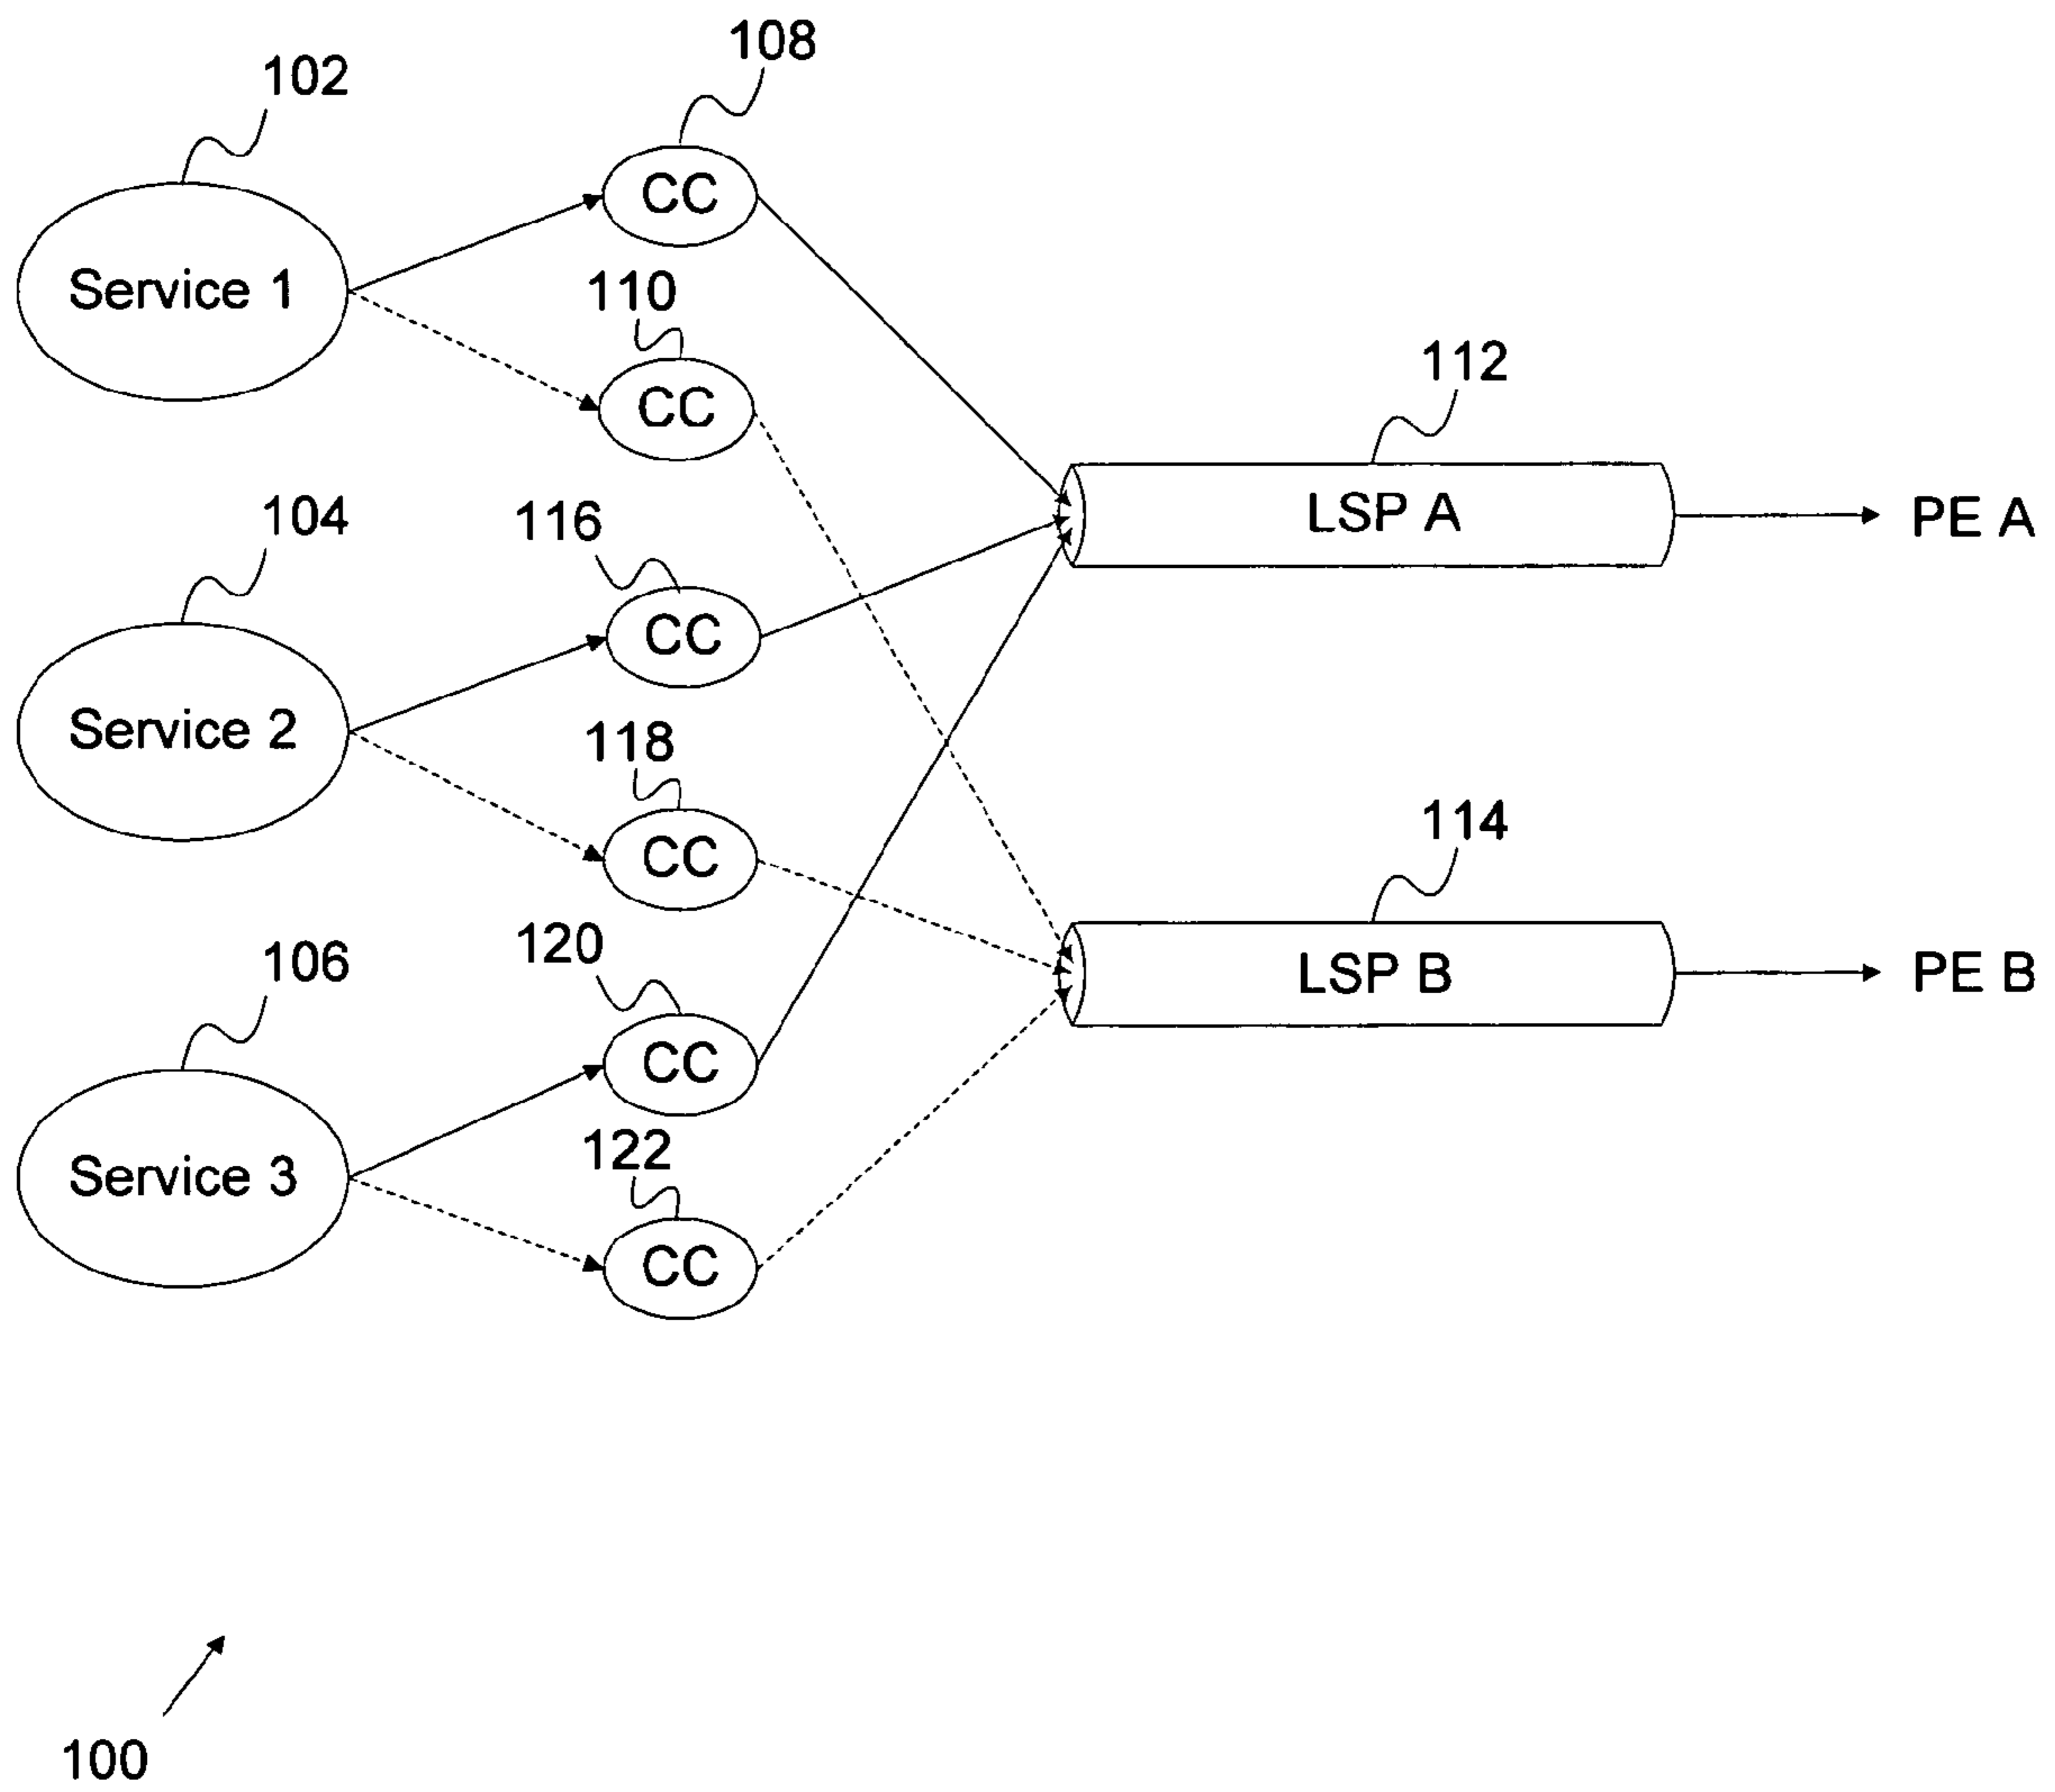 108
102
CC
110
Service 1
112
CC
104
116
LSP A
PE A
CC
118
Service 2
114
CC
120
106
LSP B
PE B
CC
122
Service 3
CC
100